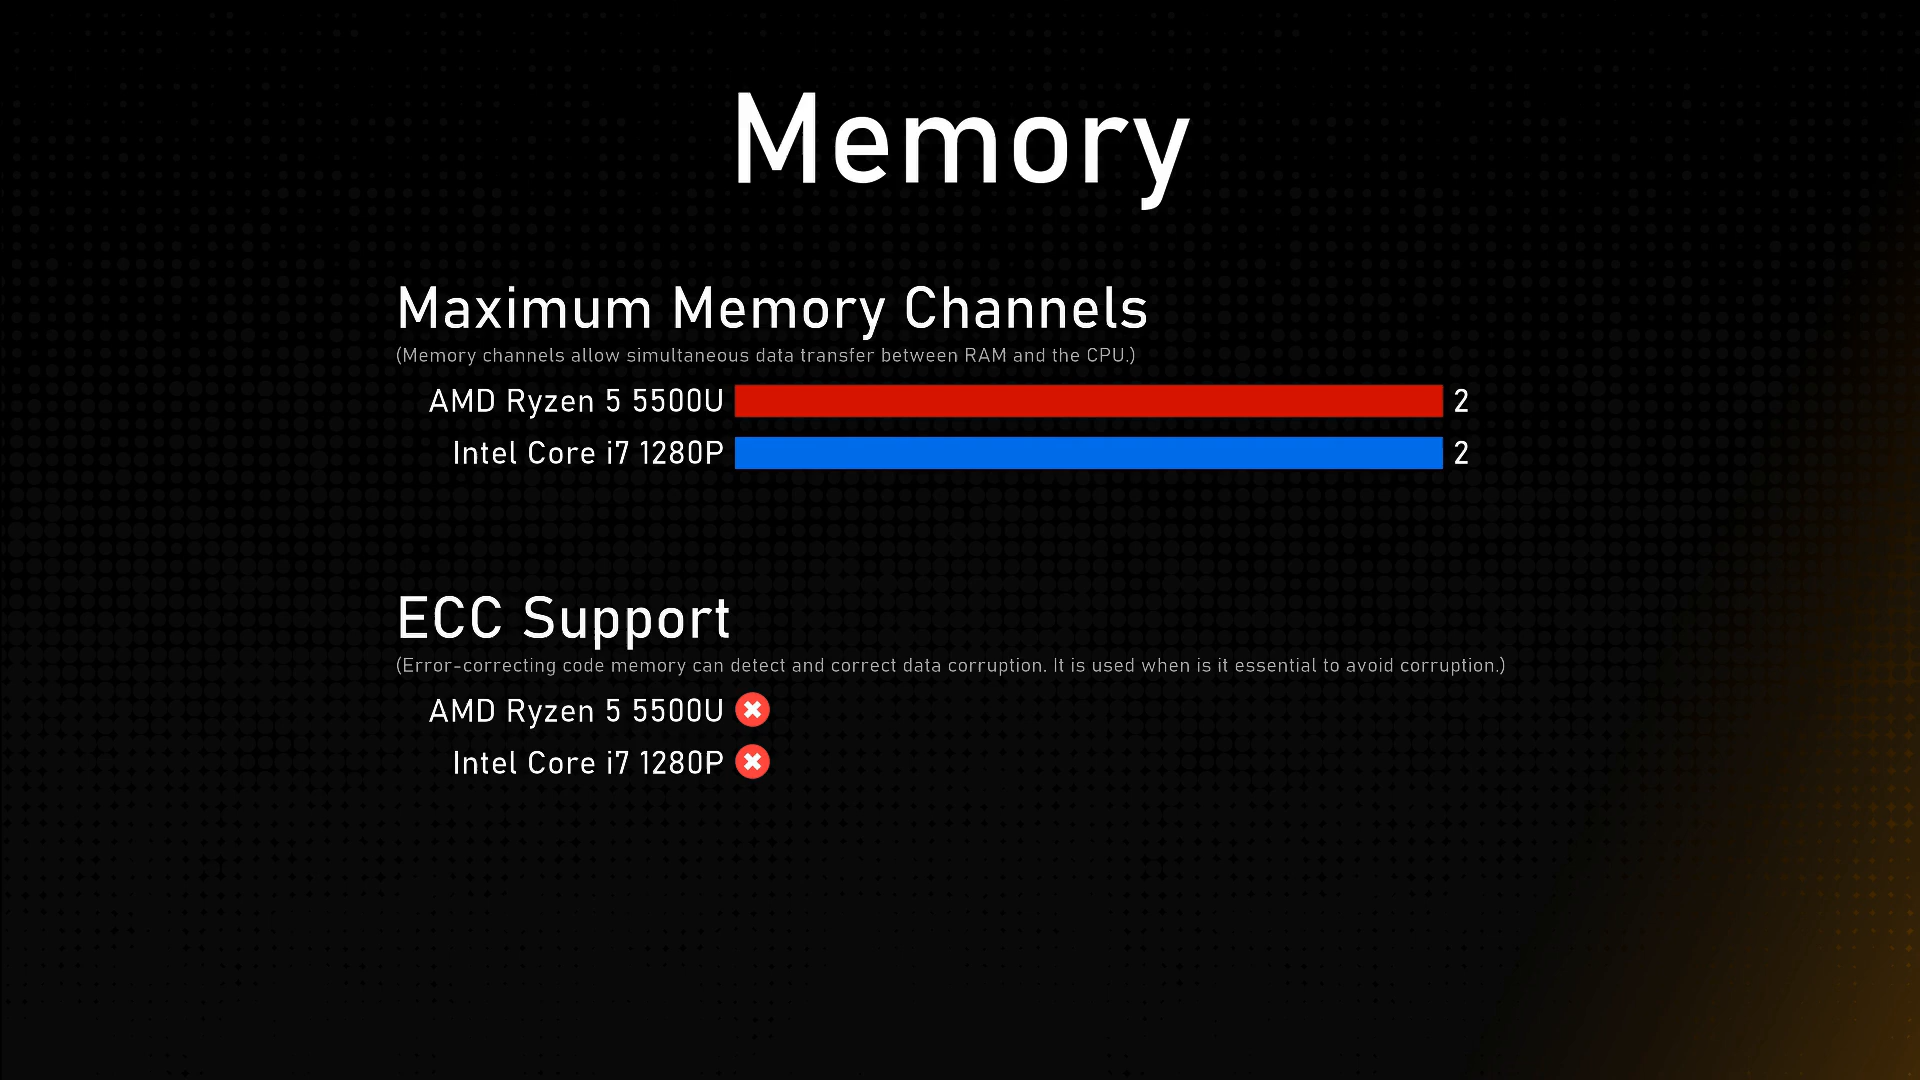 Memory
Maximum Memory Channels
(Memory channels allow simultaneous data transfer between RAM and the CPU.)
AMD Ryzen 5 5500U 2
Intel Core i7 1280P 2
ECC Support
(Error-correcting code memory can detect and correct data corruption. It is used when is it essential to avoid corruption.)
AMD Ryzen 5 5500U
Intel Core i7 1280P